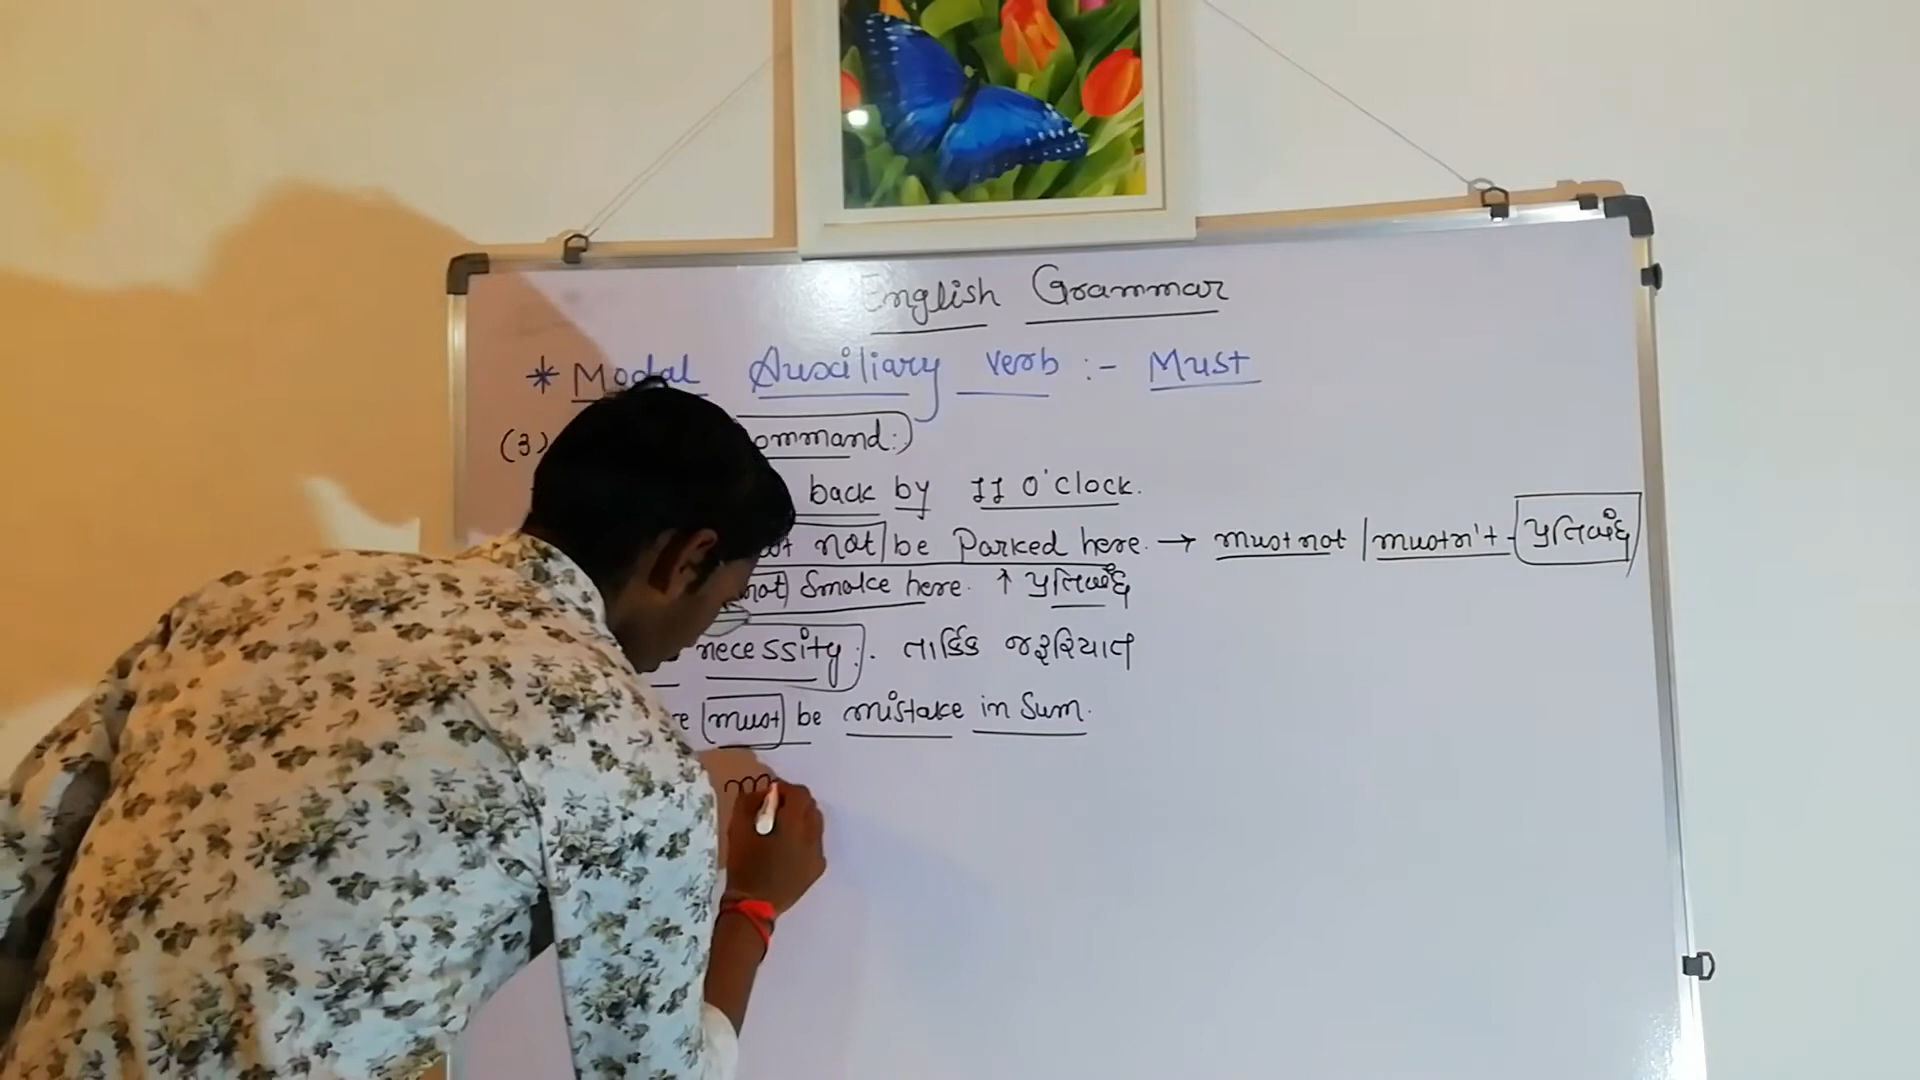 English Grammar
* Modal Auxiliary verb :- Must
(3) ommand:
back by 11 O'clock.
not be Parked here. → must not / mustn't - પ્રતિબંધ
not Smoke here. ↑ પ્રતિબંધ
necessity:. તાર્કિક જરૂરિયાત
must be mistake in Sum.
m